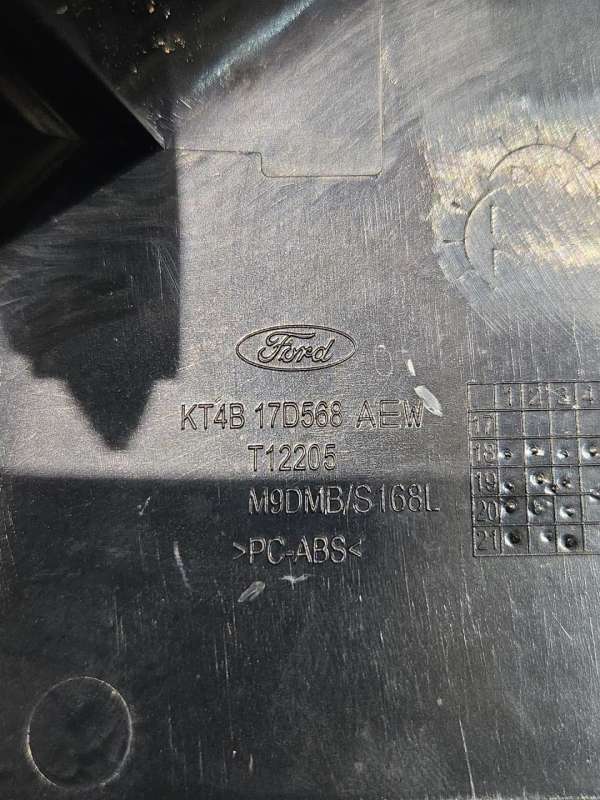 Ford
KT4B 17D568 AEW
T12205
M9DMB/S168L
>PC-ABS<
1 2 3 4
17
18
19
20
21